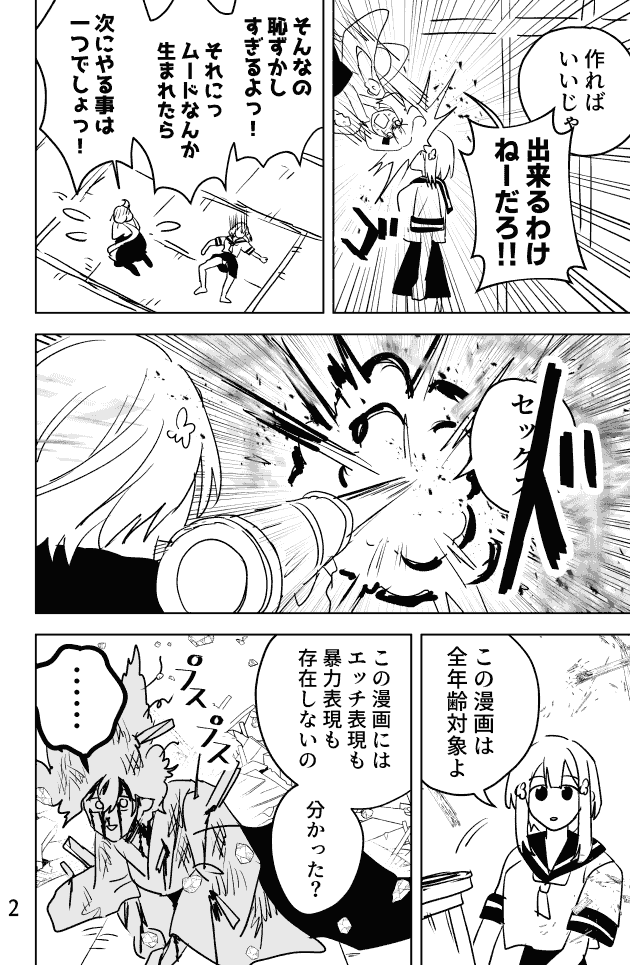 作れば
いいじゃ
出来るわけ
ねーだろ!!
ビクッ
そんなの
恥ずかし
すぎるよっ!
それにっ
ムードなんか
生まれたら
次にやる事は
一つでしょっ!
セックス
この漫画は
全年齢対象よ
この漫画には
エッチ表現も
暴力表現も
存在しないの
分かった?
プス
プス
……
2